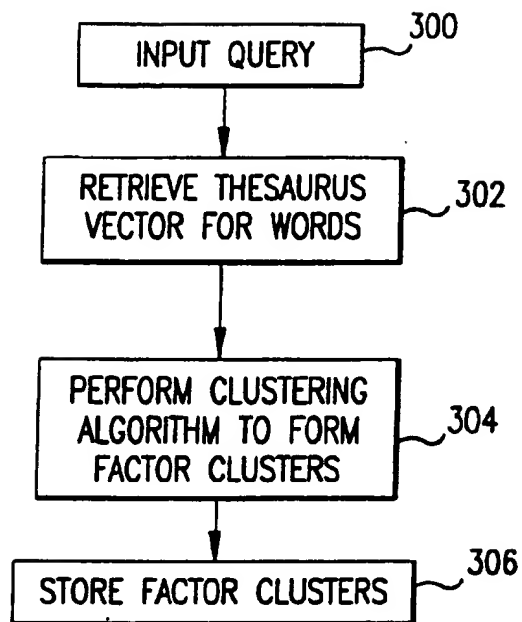 INPUT QUERY
300
RETRIEVE THESAURUS
VECTOR FOR WORDS
302
PERFORM CLUSTERING
ALGORITHM TO FORM
FACTOR CLUSTERS
304
STORE FACTOR CLUSTERS
306